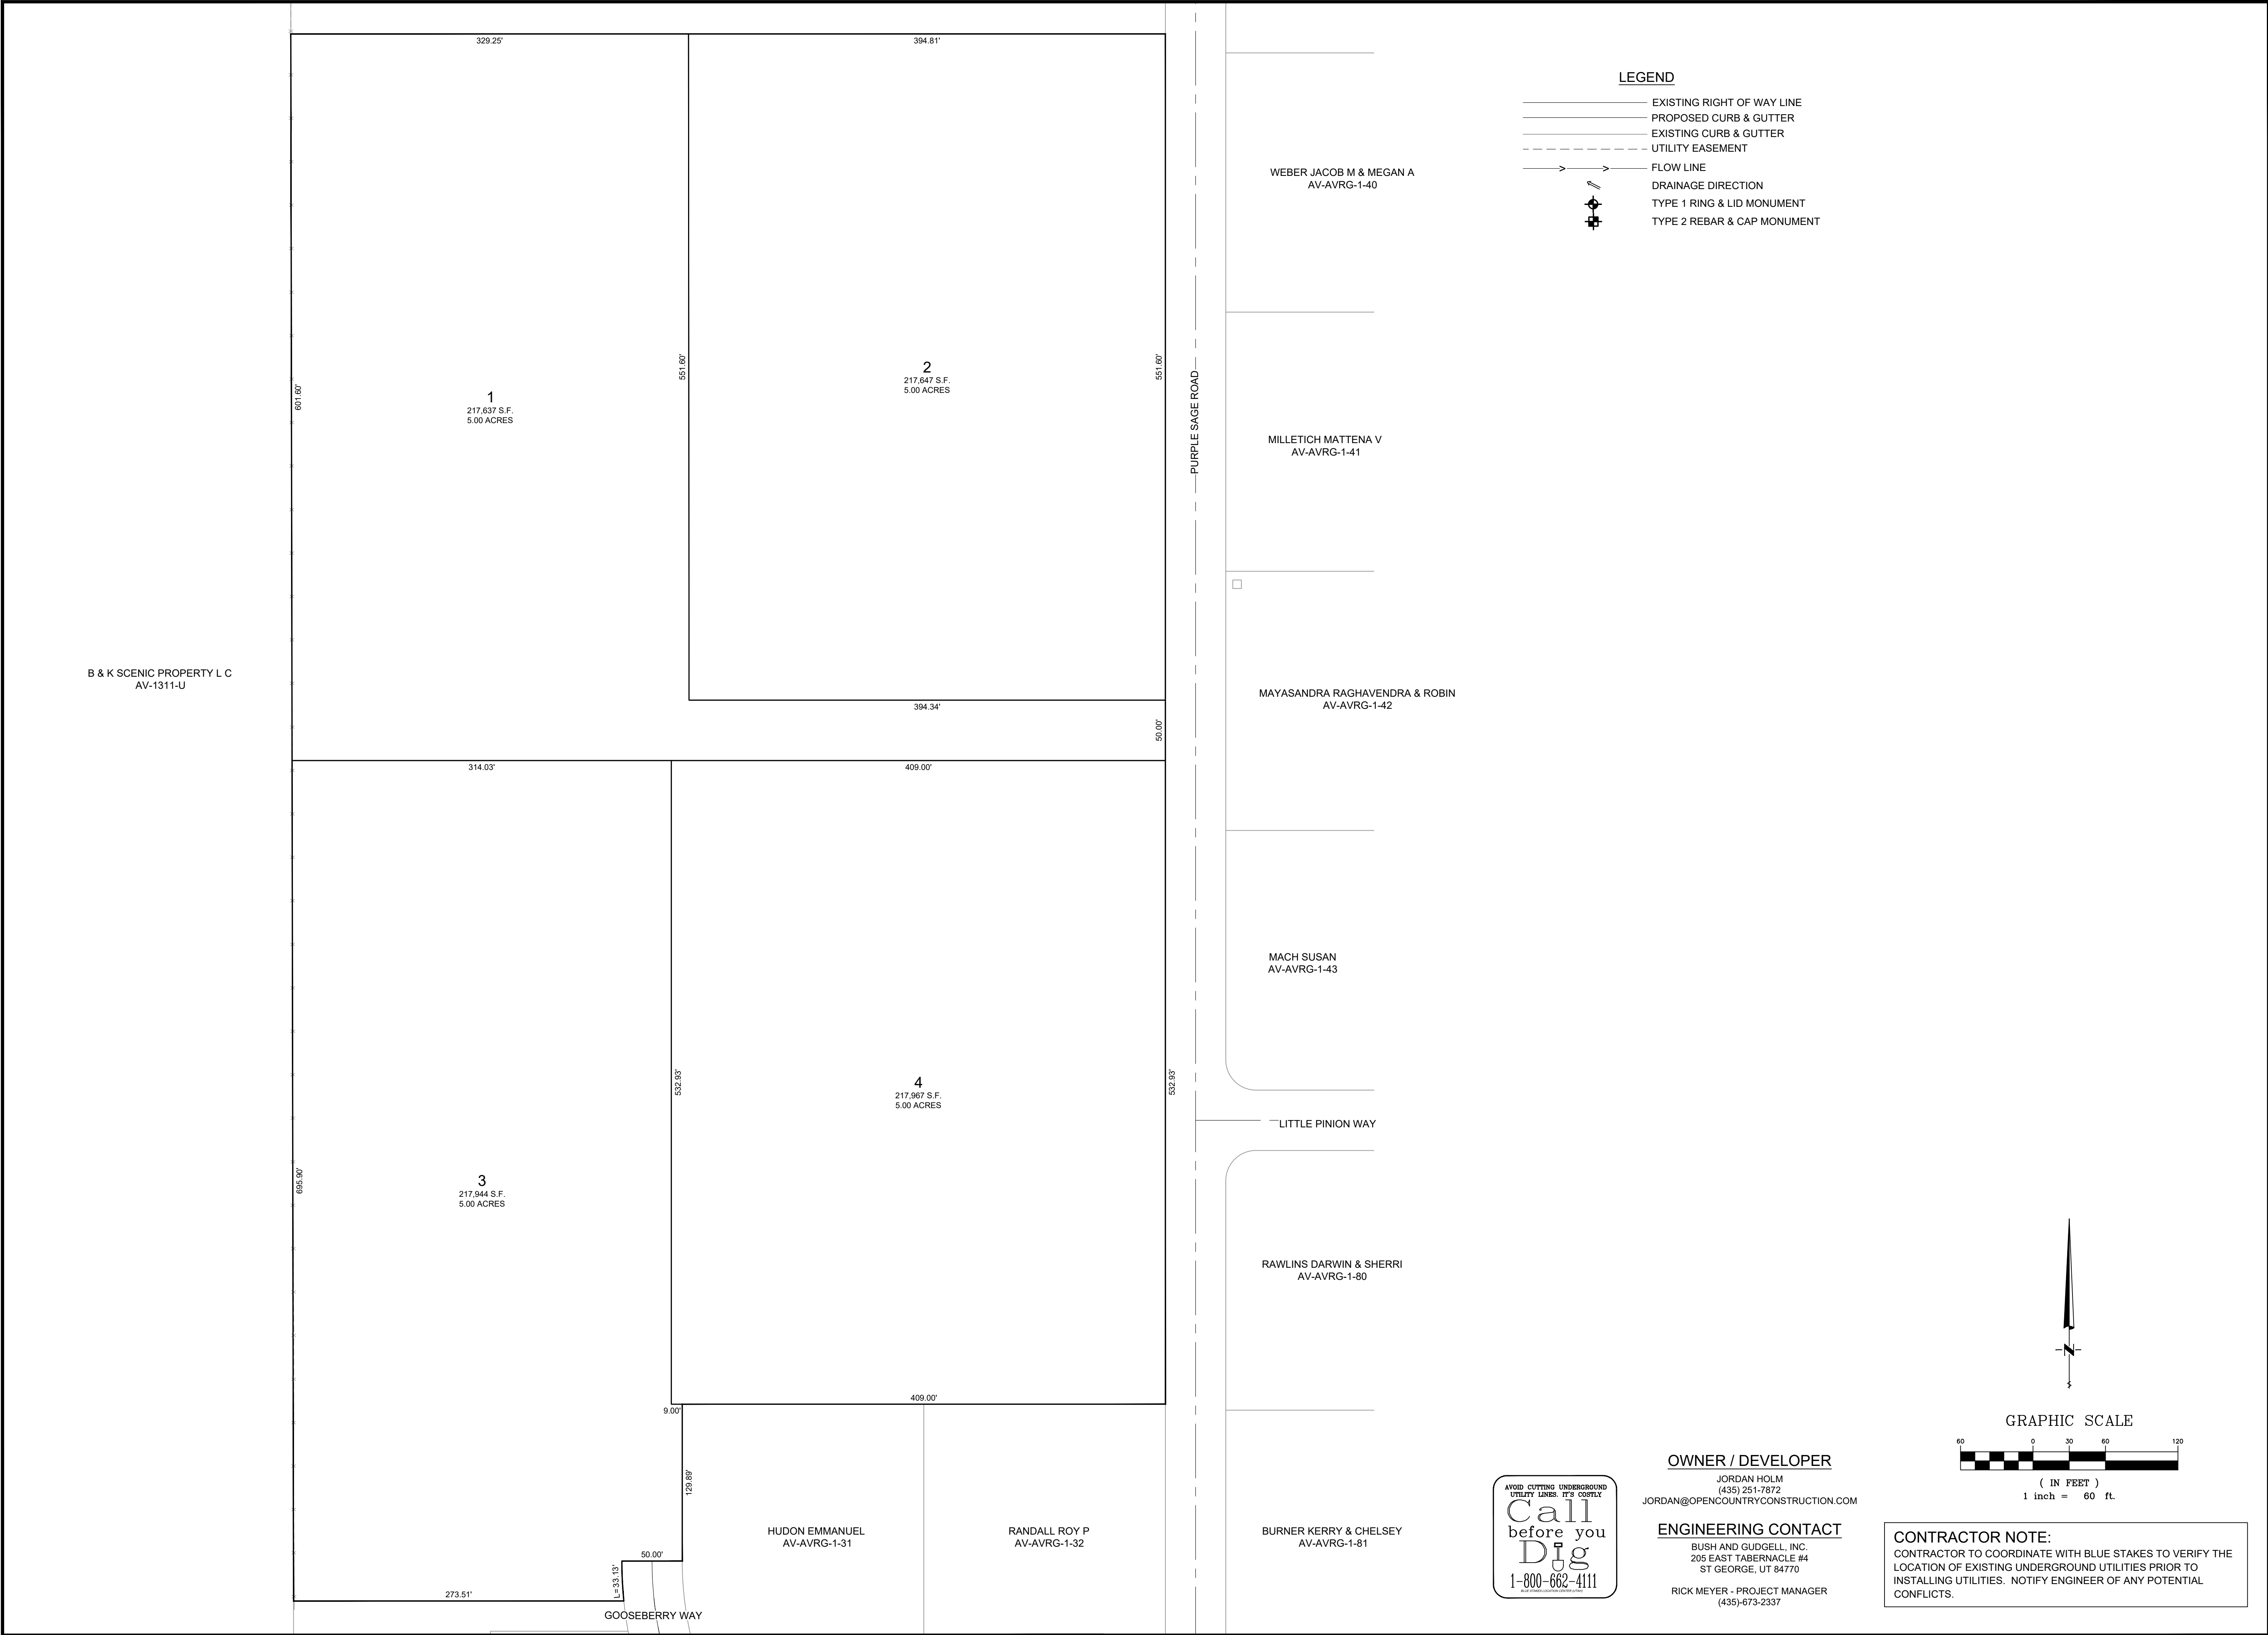 329.25'
394.81'
601.60'
551.60'
551.60'
1
217,637 S.F.
5.00 ACRES
2
217,647 S.F.
5.00 ACRES
394.34'
50.00'
PURPLE SAGE ROAD
B & K SCENIC PROPERTY L C
AV-1311-U
314.03'
409.00'
695.90'
532.93'
532.93'
3
217,944 S.F.
5.00 ACRES
4
217,967 S.F.
5.00 ACRES
409.00'
9.00'
129.89'
50.00'
L=33.13'
273.51'
GOOSEBERRY WAY
HUDON EMMANUEL
AV-AVRG-1-31
RANDALL ROY P
AV-AVRG-1-32
WEBER JACOB M & MEGAN A
AV-AVRG-1-40
MILLETICH MATTENA V
AV-AVRG-1-41
MAYASANDRA RAGHAVENDRA & ROBIN
AV-AVRG-1-42
MACH SUSAN
AV-AVRG-1-43
LITTLE PINION WAY
RAWLINS DARWIN & SHERRI
AV-AVRG-1-80
BURNER KERRY & CHELSEY
AV-AVRG-1-81
LEGEND
EXISTING RIGHT OF WAY LINE
PROPOSED CURB & GUTTER
EXISTING CURB & GUTTER
UTILITY EASEMENT
FLOW LINE
DRAINAGE DIRECTION
TYPE 1 RING & LID MONUMENT
TYPE 2 REBAR & CAP MONUMENT
N
GRAPHIC SCALE
60 0 30 60 120
( IN FEET )
1 inch = 60 ft.
AVOID CUTTING UNDERGROUND
UTILITY LINES. IT'S COSTLY
Call
before you
Dig
1-800-662-4111
BLUE STAKES LOCATION CENTER (UTAH)
OWNER / DEVELOPER
JORDAN HOLM
(435) 251-7872
JORDAN@OPENCOUNTRYCONSTRUCTION.COM
ENGINEERING CONTACT
BUSH AND GUDGELL, INC.
205 EAST TABERNACLE #4
ST GEORGE, UT 84770
RICK MEYER - PROJECT MANAGER
(435)-673-2337
CONTRACTOR NOTE:
CONTRACTOR TO COORDINATE WITH BLUE STAKES TO VERIFY THE
LOCATION OF EXISTING UNDERGROUND UTILITIES PRIOR TO
INSTALLING UTILITIES. NOTIFY ENGINEER OF ANY POTENTIAL
CONFLICTS.